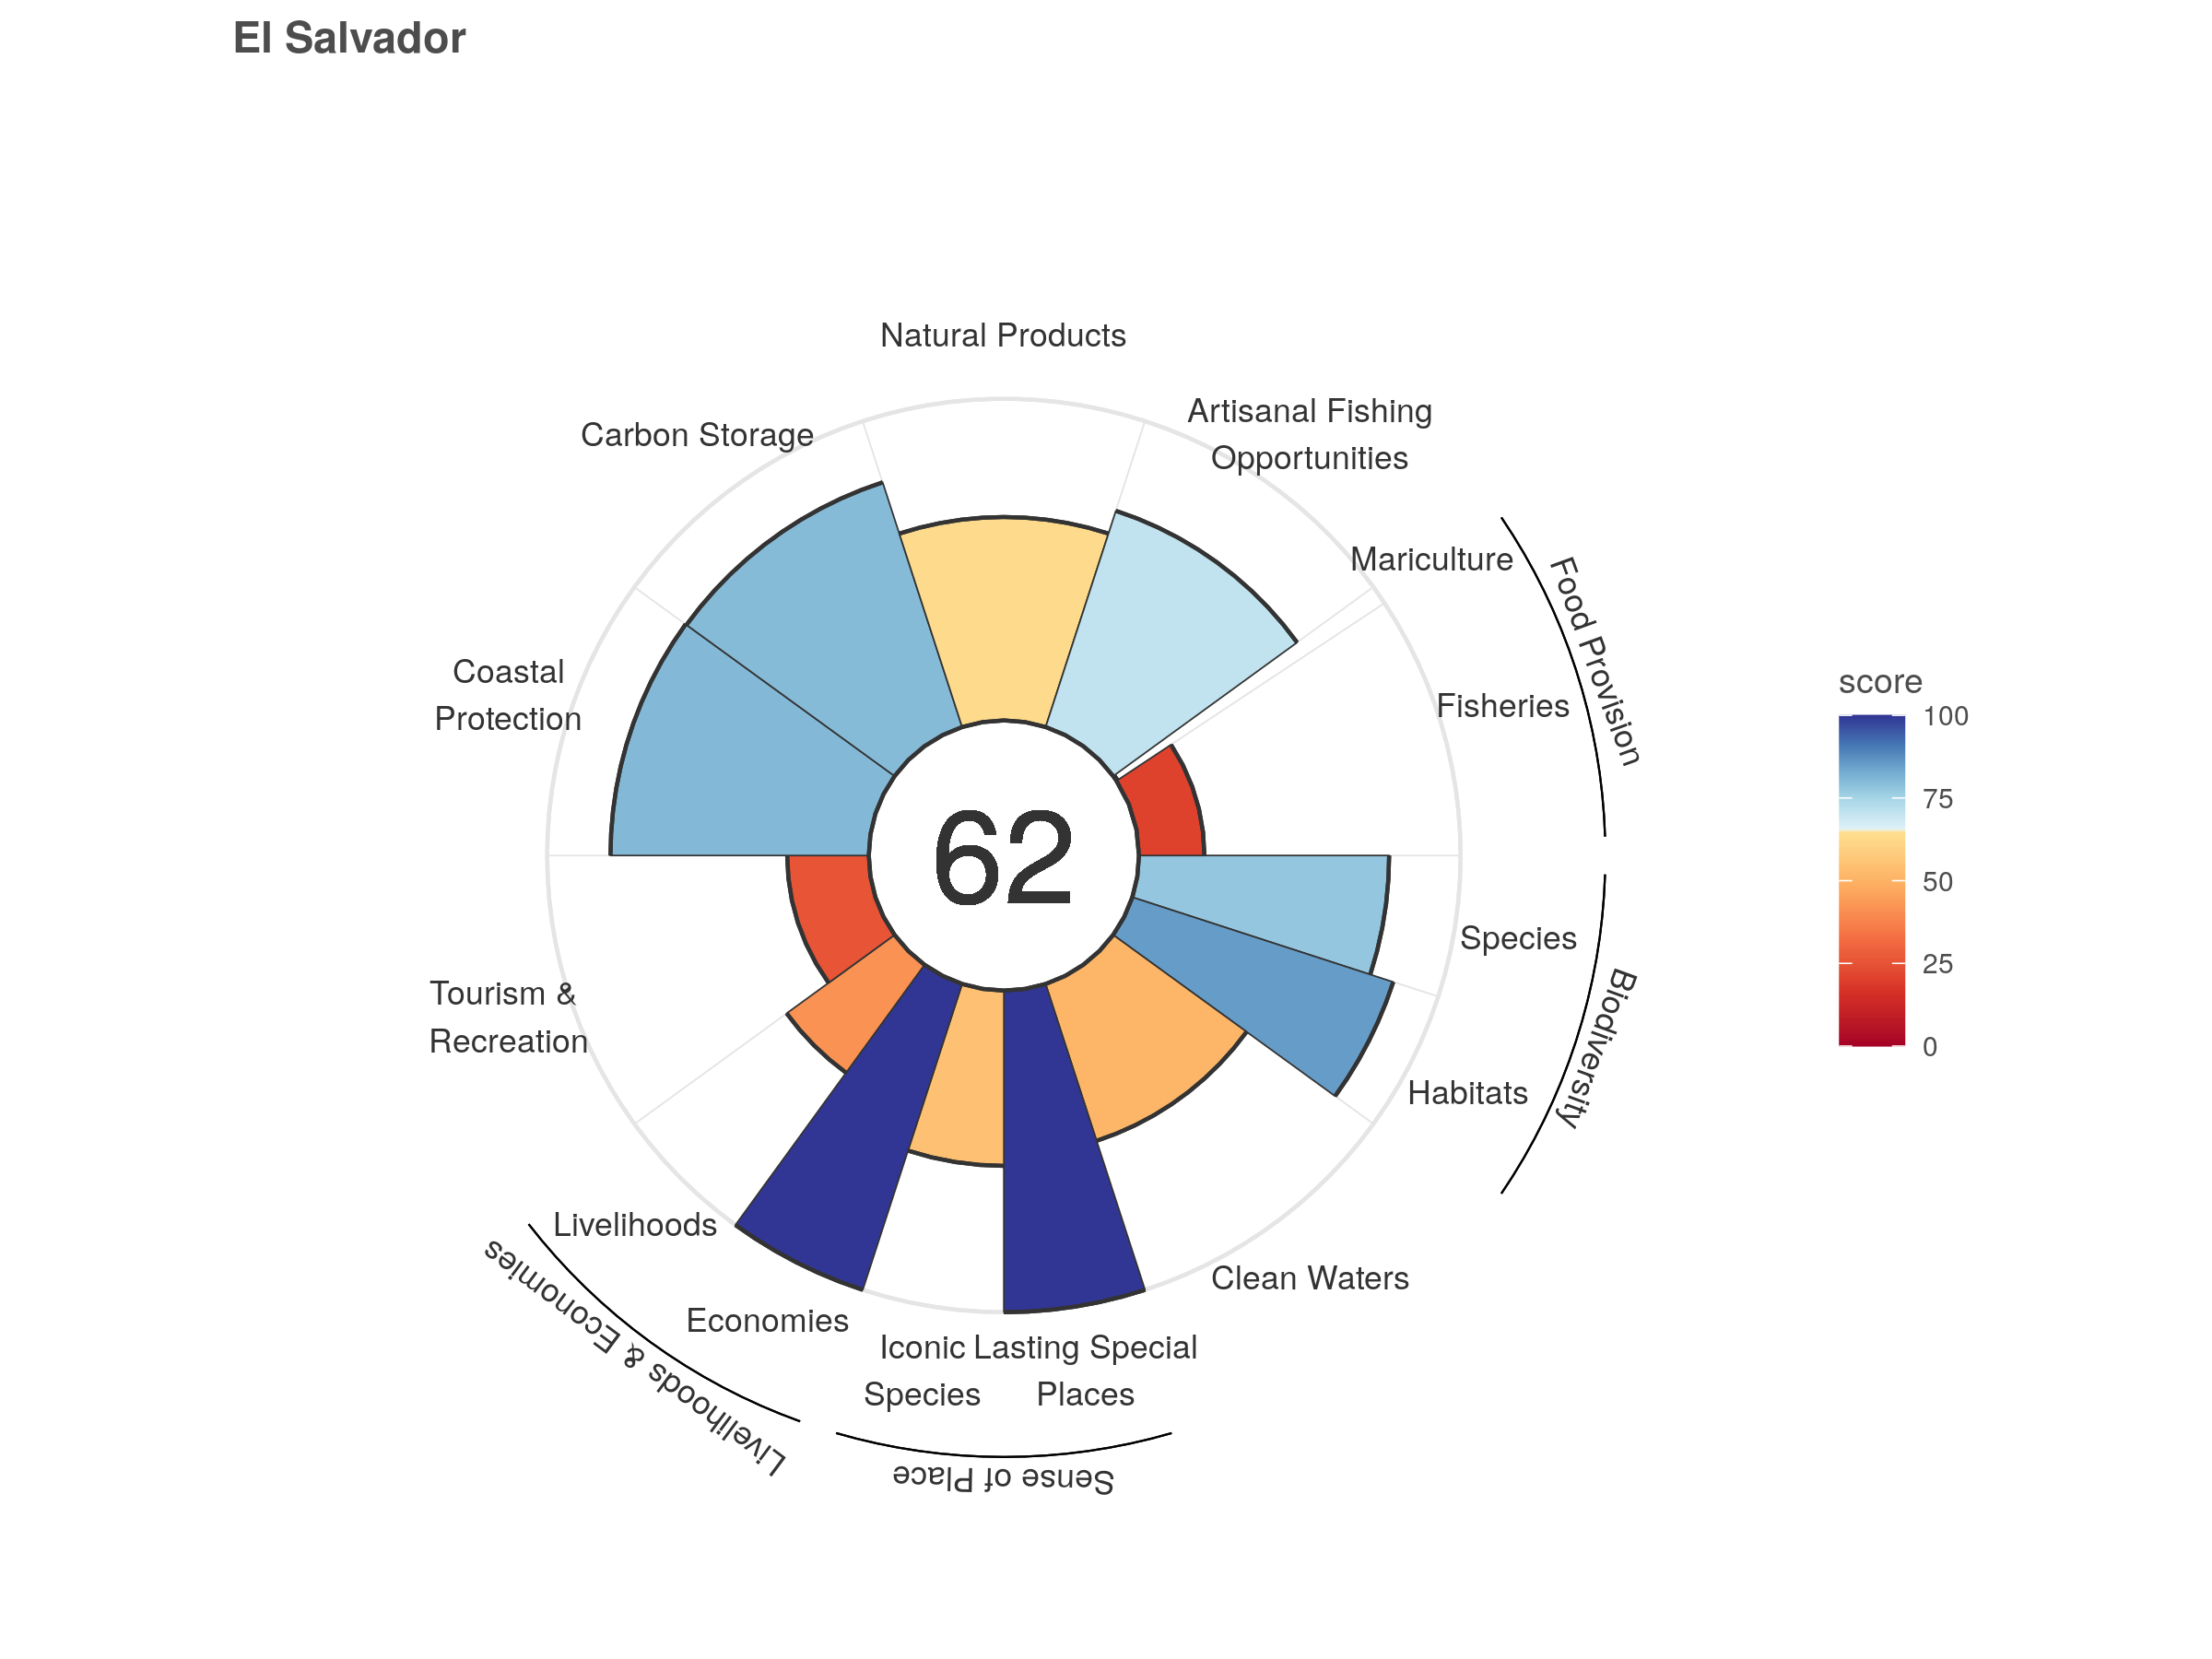 El Salvador
Natural Products
Artisanal Fishing
Opportunities
Carbon Storage
Mariculture
Food Provision
Fisheries
Coastal
Protection
62
Species
Biodiversity
Habitats
Tourism &
Recreation
Livelihoods
Livelihoods & Economies
Economies
Clean Waters
Iconic
Species
Lasting Special
Places
Sense of Place
score
100
75
50
25
0